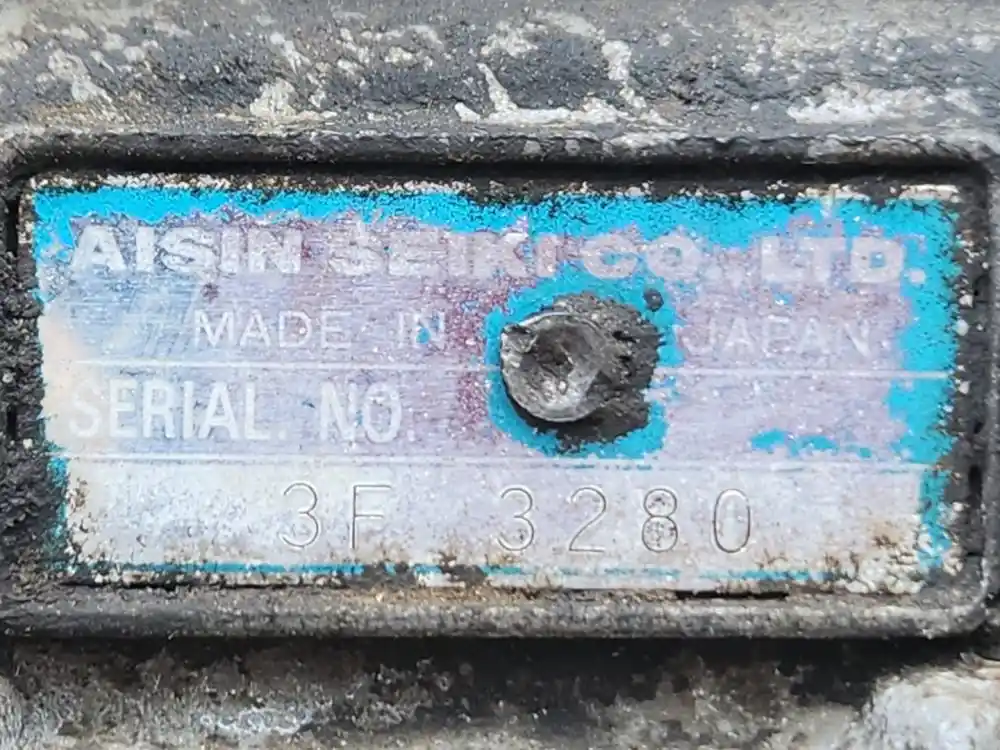 AISIN SEIKI CO., LTD.
MADE IN JAPAN
SERIAL NO.
3F 3280